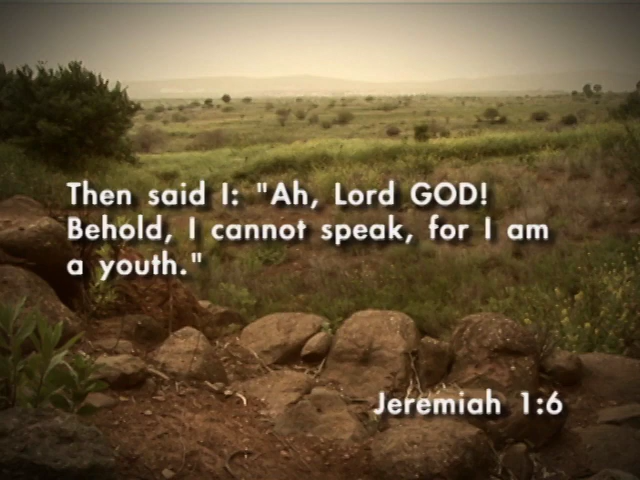 Then said I: "Ah, Lord GOD!
Behold, I cannot speak, for I am
a youth."
Jeremiah 1:6